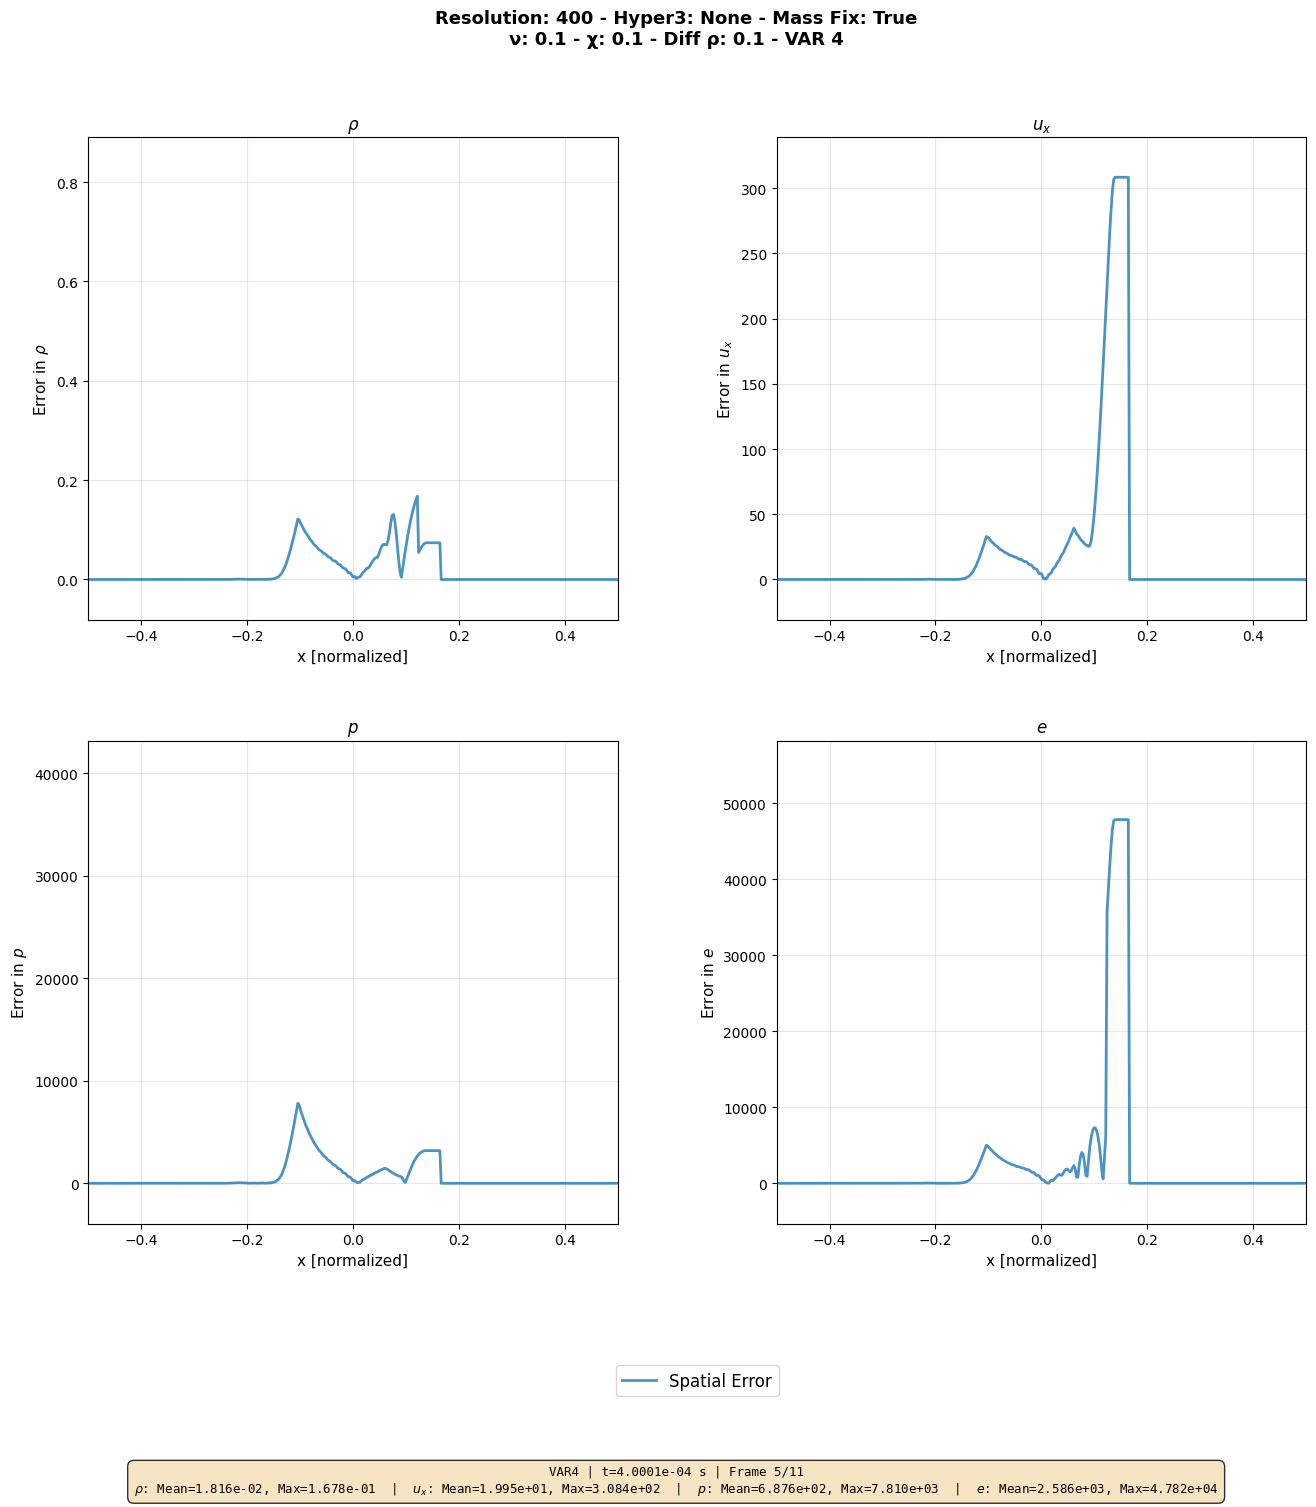 Resolution: 400 - Hyper3: None - Mass Fix: True
ν: 0.1 - χ: 0.1 - Diff ρ: 0.1 - VAR 4
ρ
0.8
0.6
0.4
0.2
0.0
Error in ρ
−0.4 −0.2 0.0 0.2 0.4
x [normalized]
uₓ
300
250
200
150
100
50
0
Error in uₓ
−0.4 −0.2 0.0 0.2 0.4
x [normalized]
p
40000
30000
20000
10000
0
Error in p
−0.4 −0.2 0.0 0.2 0.4
x [normalized]
e
50000
40000
30000
20000
10000
0
Error in e
−0.4 −0.2 0.0 0.2 0.4
x [normalized]
Spatial Error
VAR4 | t=4.0001e-04 s | Frame 5/11
ρ: Mean=1.816e-02, Max=1.678e-01 | uₓ: Mean=1.995e+01, Max=3.084e+02 | p: Mean=6.876e+02, Max=7.810e+03 | e: Mean=2.586e+03, Max=4.782e+04